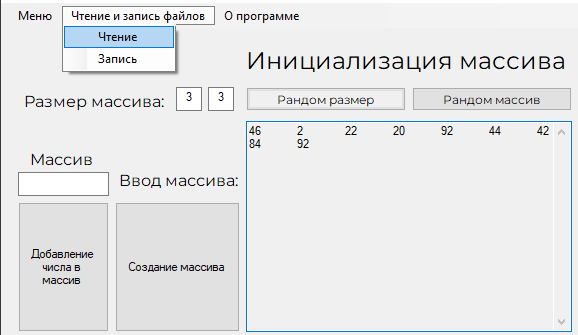 Меню Чтение и запись файлов О программе
Чтение
Запись
Инициализация массива
Размер массива: 3 3 Рандом размер Рандом массив
46 2 22 20 92 44 42
84 92
Массив
Ввод массива:
Добавление
числа в
массив
Создание массива